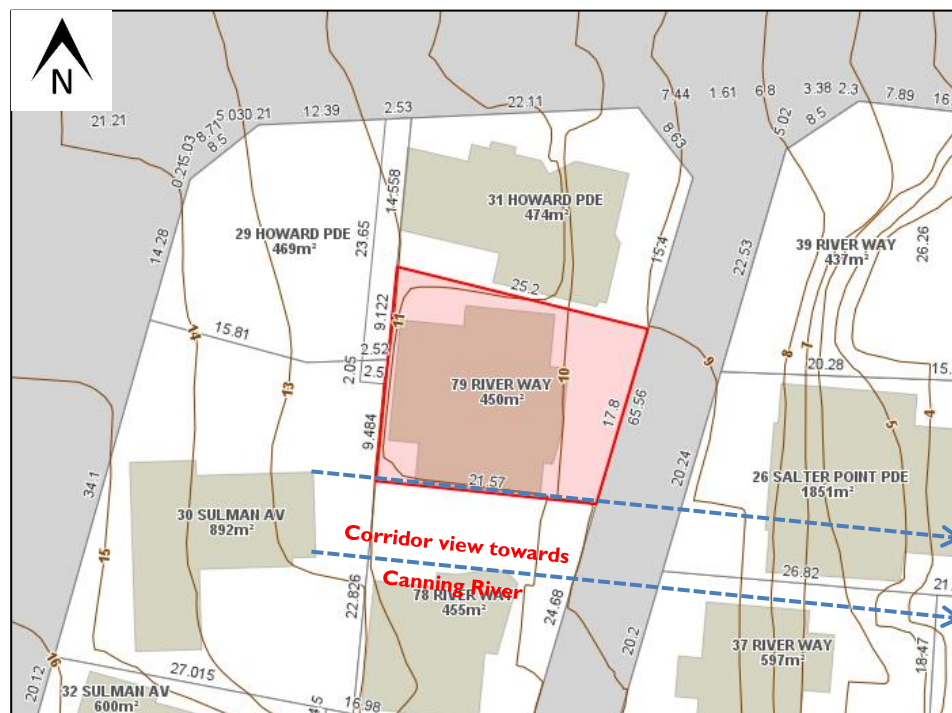 N
21.21
0.21
5.03
8.71
8.5
5.03
0.21
12.39
2.53
22.11
7.44
1.61
6.8
3.38
2.3
7.89
16
5.02
8.5
8.63
14.558
31 HOWARD PDE
474m²
29 HOWARD PDE
469m²
23.65
14.28
15.4
22.53
39 RIVER WAY
437m²
26.26
25.2
9.122
11
14
15.81
13
2.52
2.5
2.05
79 RIVER WAY
450m²
10
17.8
65.56
9
8
7
20.28
15.
5
4
9.484
21.57
34.1
20.24
26 SALTER POINT PDE
1851m²
30 SULMAN AV
892m²
15
Corridor view towards
Canning River
78 RIVER WAY
455m²
22.826
24.68
26.82
21.
20.2
37 RIVER WAY
597m²
18.47
16
27.015
20.12
32 SULMAN AV
600m²
4.5
16.98